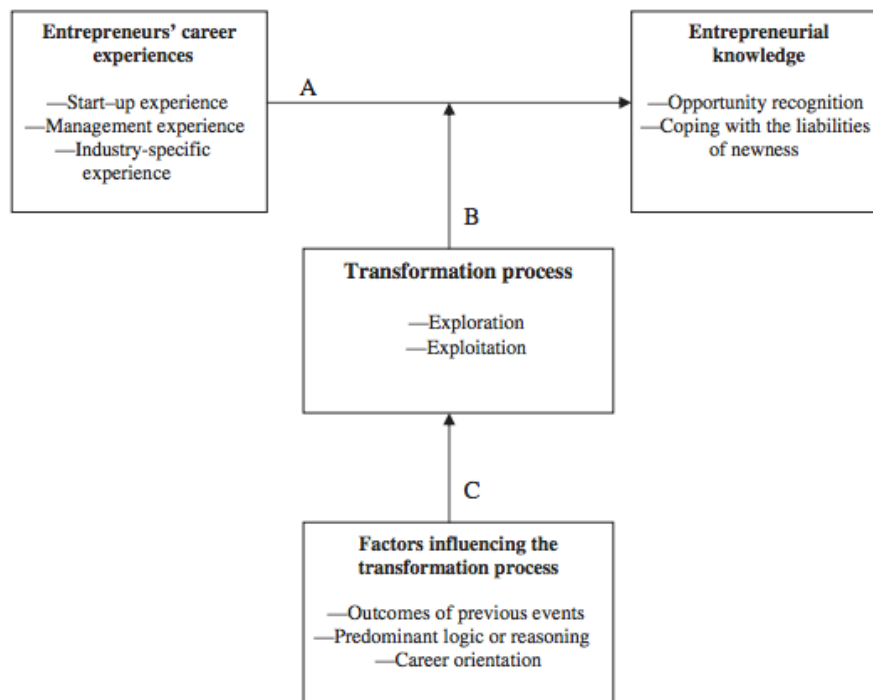 Entrepreneurs' career
experiences
—Start–up experience
—Management experience
—Industry-specific
experience
A
Entrepreneurial
knowledge
—Opportunity recognition
—Coping with the liabilities
of newness
B
Transformation process
—Exploration
—Exploitation
C
Factors influencing the
transformation process
—Outcomes of previous events
—Predominant logic or reasoning
—Career orientation